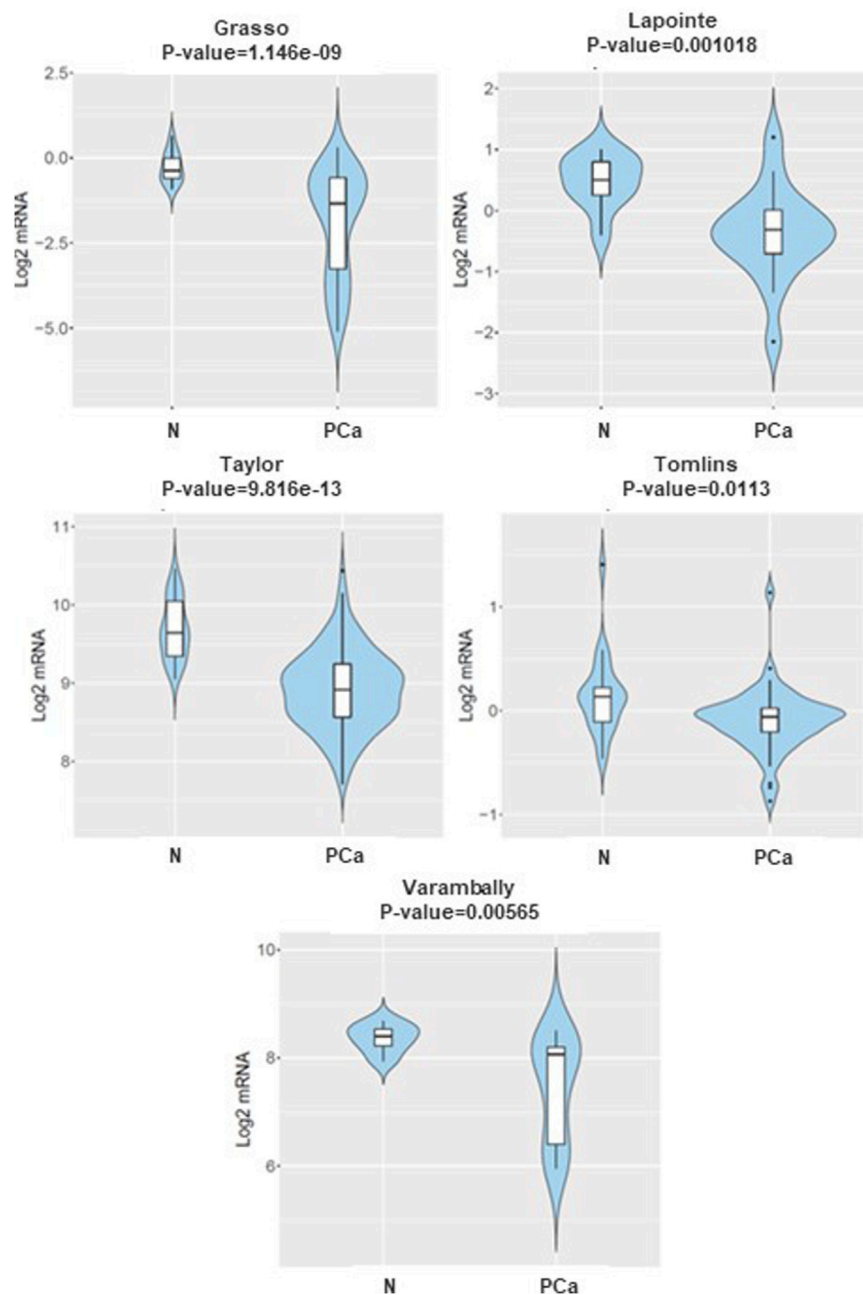 Grasso
P-value=1.146e-09
Log2 mRNA
2.5
0.0
−2.5
−5.0
N PCa
Lapointe
P-value=0.001018
Log2 mRNA
2
1
0
−1
−2
−3
N PCa
Taylor
P-value=9.816e-13
Log2 mRNA
11
10
9
8
N PCa
Tomlins
P-value=0.0113
Log2 mRNA
1
0
−1
N PCa
Varambally
P-value=0.00565
Log2 mRNA
10
8
6
N PCa